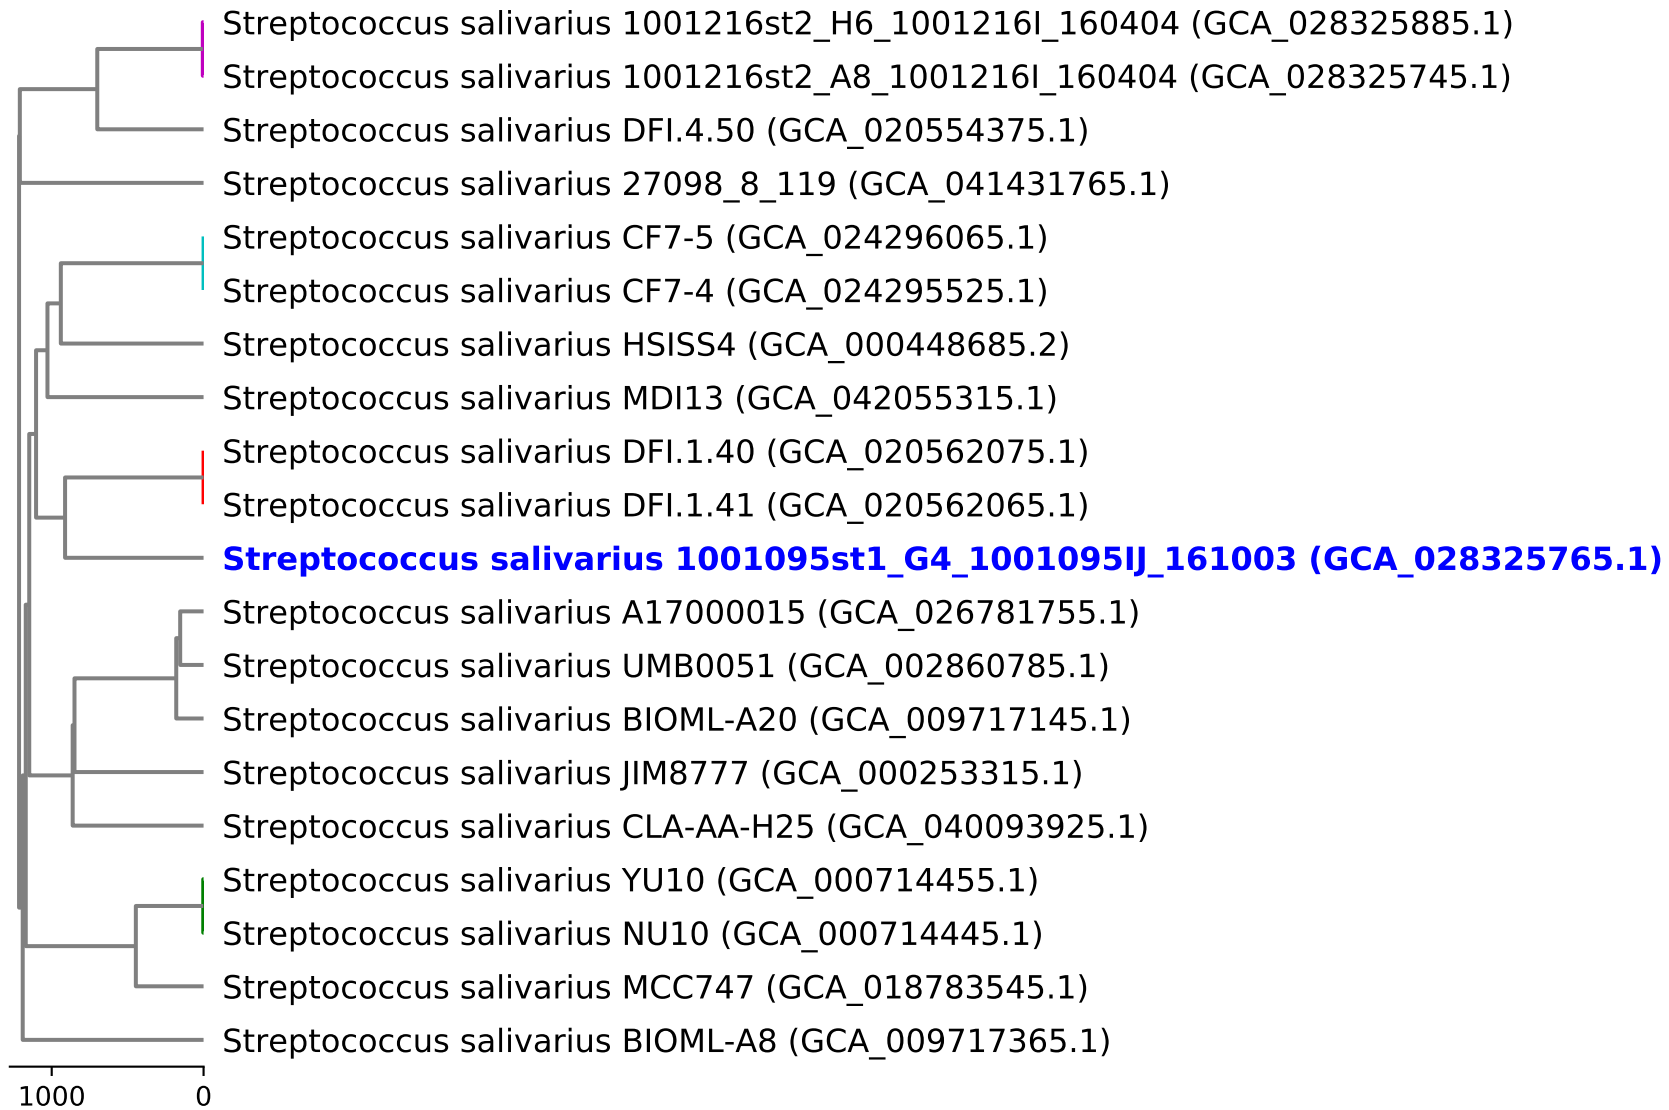 Streptococcus salivarius 1001216st2_H6_1001216I_160404 (GCA_028325885.1)
Streptococcus salivarius 1001216st2_A8_1001216I_160404 (GCA_028325745.1)
Streptococcus salivarius DFI.4.50 (GCA_020554375.1)
Streptococcus salivarius 27098_8_119 (GCA_041431765.1)
Streptococcus salivarius CF7-5 (GCA_024296065.1)
Streptococcus salivarius CF7-4 (GCA_024295525.1)
Streptococcus salivarius HSISS4 (GCA_000448685.2)
Streptococcus salivarius MDI13 (GCA_042055315.1)
Streptococcus salivarius DFI.1.40 (GCA_020562075.1)
Streptococcus salivarius DFI.1.41 (GCA_020562065.1)
Streptococcus salivarius 1001095st1_G4_1001095IJ_161003 (GCA_028325765.1)
Streptococcus salivarius A17000015 (GCA_026781755.1)
Streptococcus salivarius UMB0051 (GCA_002860785.1)
Streptococcus salivarius BIOML-A20 (GCA_009717145.1)
Streptococcus salivarius JIM8777 (GCA_000253315.1)
Streptococcus salivarius CLA-AA-H25 (GCA_040093925.1)
Streptococcus salivarius YU10 (GCA_000714455.1)
Streptococcus salivarius NU10 (GCA_000714445.1)
Streptococcus salivarius MCC747 (GCA_018783545.1)
Streptococcus salivarius BIOML-A8 (GCA_009717365.1)
1000 0